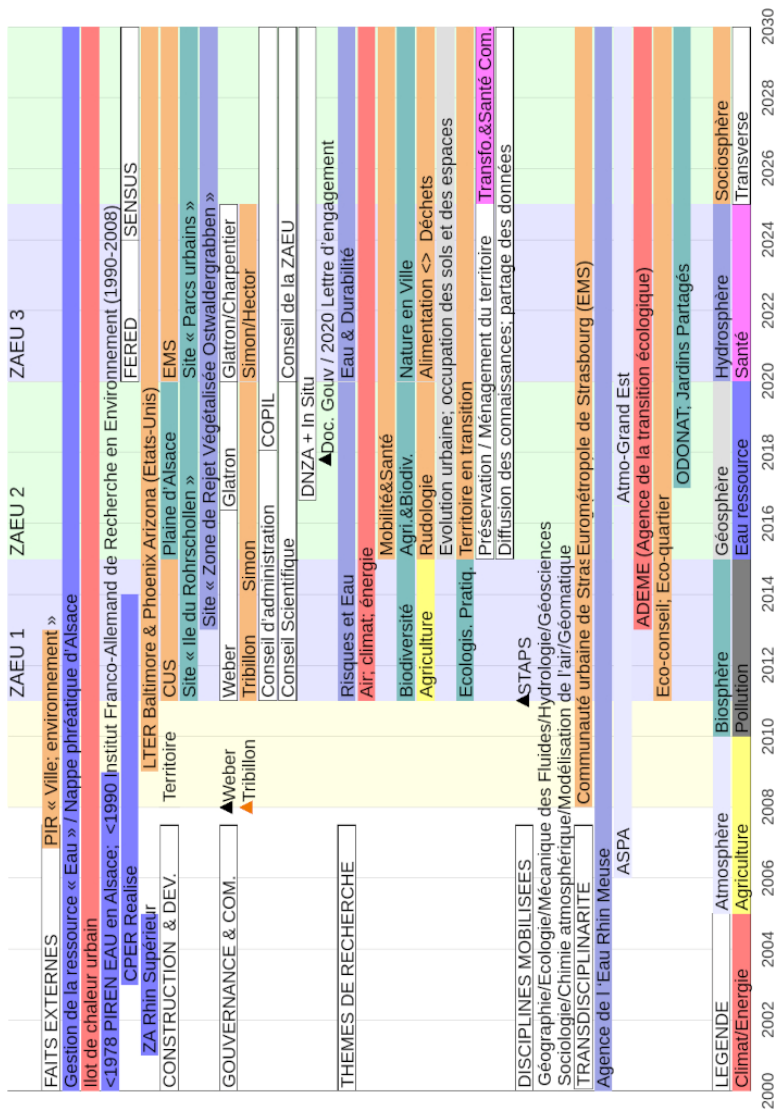 ZAEU 1 ZAEU 2 ZAEU 3
FAITS EXTERNES PIR « Ville; environnement »
Gestion de la ressource « Eau » / Nappe phréatique d'Alsace
Ilot de chaleur urbain
<1978 PIREN EAU en Alsace; <1990 Institut Franco-Allemand de Recherche en Environnement (1990-2008)
CPER Realise FERED SENSUS
ZA Rhin Supérieur LTER Baltimore & Phoenix Arizona (Etats-Unis)
CONSTRUCTION & DEV. Territoire CUS Plaine d'Alsace EMS
Site « Ile du Rohrschollen » Site « Parcs urbains »
Site « Zone de Rejet Végétalisée Ostwaldergrabben »
GOUVERNANCE & COM. ▲Weber Weber Glatron Glatron/Charpentier
▲Tribillon Tribillon Simon Simon/Hector
Conseil d'administration COPIL
Conseil Scientifique Conseil de la ZAEU
DNZA + In Situ
▲Doc. Gouv / 2020 Lettre d'engagement
THEMES DE RECHERCHE Risques et Eau Eau & Durabilité
Air; climat; énergie
Mobilité&Santé
Biodiversité Agri.&Biodiv. Nature en Ville
Agriculture Rudologie Alimentation <> Déchets
Evolution urbaine; occupation des sols et des espaces
Ecologis. Pratiq. Territoire en transition
Préservation / Ménagement du territoire Transfo.&Santé Com.
Diffusion des connaissances; partage des données
DISCIPLINES MOBILISEES ▲STAPS
Géographie/Ecologie/Mécanique des Fluides/Hydrologie/Géosciences
Sociologie/Chimie atmosphérique/Modélisation de l'air/Géomatique
TRANSDISCIPLINARITE Communauté urbaine de Stras Eurométropole de Strasbourg (EMS)
Agence de l 'Eau Rhin Meuse
ASPA Atmo-Grand Est
ADEME (Agence de la transition écologique)
Eco-conseil; Eco-quartier
ODONAT; Jardins Partagés
LEGENDE Atmosphère Biosphère Géosphère Hydrosphère Sociosphère
Climat/Energie Agriculture Pollution Eau ressource Santé Transverse
2000 2002 2004 2006 2008 2010 2012 2014 2016 2018 2020 2022 2024 2026 2028 2030